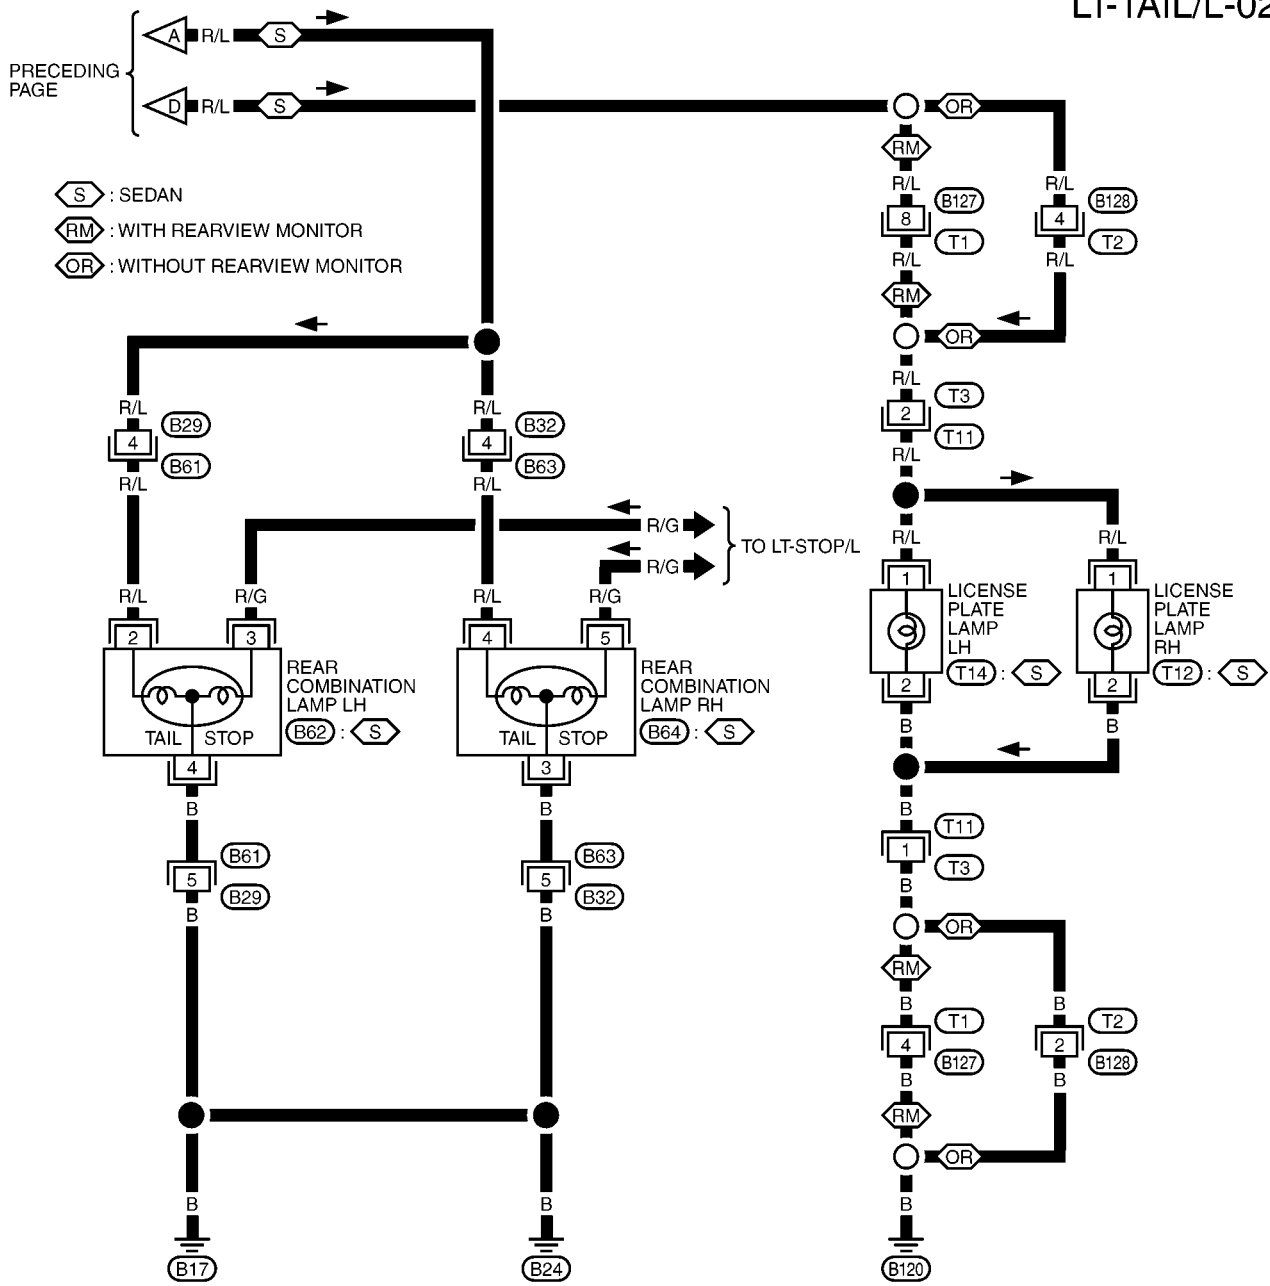 LT-TAIL/L-02
A R/L S
PRECEDING
PAGE
D R/L S
OR
RM
S : SEDAN
RM : WITH REARVIEW MONITOR
OR : WITHOUT REARVIEW MONITOR
R/L R/L
8 B127 4 B128
T1 T2
R/L R/L
RM
OR
R/L
2 T3
T11
R/L
R/L R/L
4 B29 4 B32
B61 B63
R/L R/L
R/G
R/G
TO LT-STOP/L
R/L R/G R/L R/G
2 3 4 5
REAR
COMBINATION
LAMP LH
B62 : S
TAIL STOP
4
REAR
COMBINATION
LAMP RH
B64 : S
TAIL STOP
3
R/L R/L
1 1
LICENSE
PLATE
LAMP
LH
T14 : S
2
LICENSE
PLATE
LAMP
RH
T12 : S
2
B B
B B
5 B61 5 B63
B29 B32
B B
B
1 T11
T3
B
OR
RM
B B
4 T1 2 T2
B127 B128
B B
RM
OR
B B B
B17 B24 B120